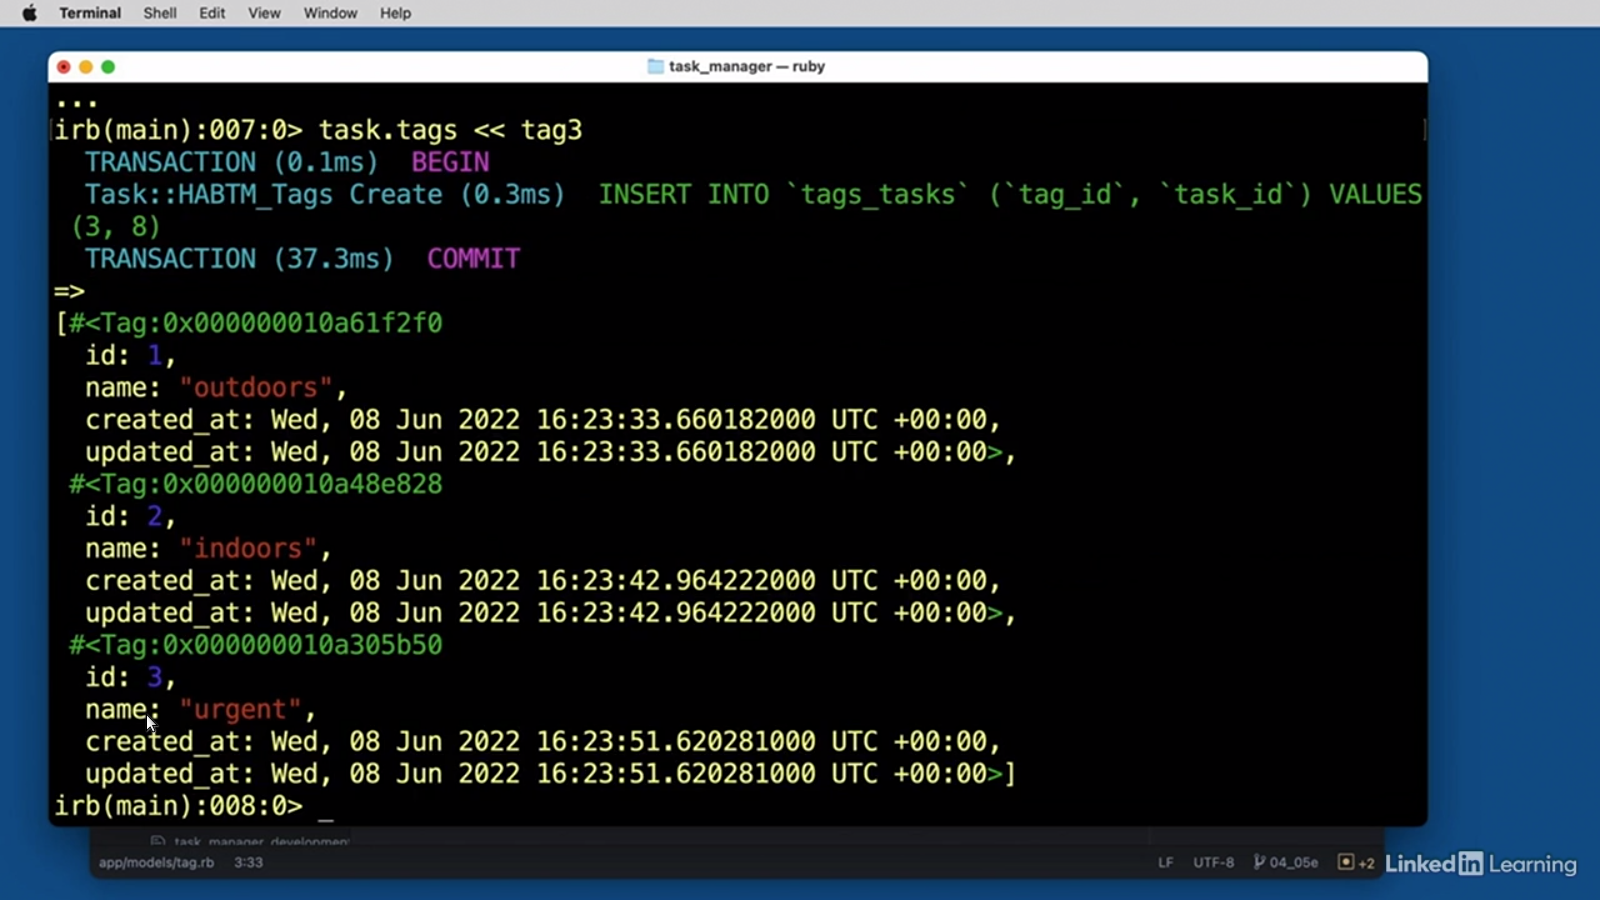 Terminal Shell Edit View Window Help
task_manager — ruby
...
irb(main):007:0> task.tags << tag3
TRANSACTION (0.1ms) BEGIN
Task::HABTM_Tags Create (0.3ms) INSERT INTO `tags_tasks` (`tag_id`, `task_id`) VALUES
(3, 8)
TRANSACTION (37.3ms) COMMIT
=>
[#<Tag:0x000000010a61f2f0
id: 1,
name: "outdoors",
created_at: Wed, 08 Jun 2022 16:23:33.660182000 UTC +00:00,
updated_at: Wed, 08 Jun 2022 16:23:33.660182000 UTC +00:00>,
#<Tag:0x000000010a48e828
id: 2,
name: "indoors",
created_at: Wed, 08 Jun 2022 16:23:42.964222000 UTC +00:00,
updated_at: Wed, 08 Jun 2022 16:23:42.964222000 UTC +00:00>,
#<Tag:0x000000010a305b50
id: 3,
name: "urgent",
created_at: Wed, 08 Jun 2022 16:23:51.620281000 UTC +00:00,
updated_at: Wed, 08 Jun 2022 16:23:51.620281000 UTC +00:00>]
irb(main):008:0> _
task_manager_development
app/models/tag.rb 3:33 LF UTF-8 04_05e +2
LinkedIn Learning